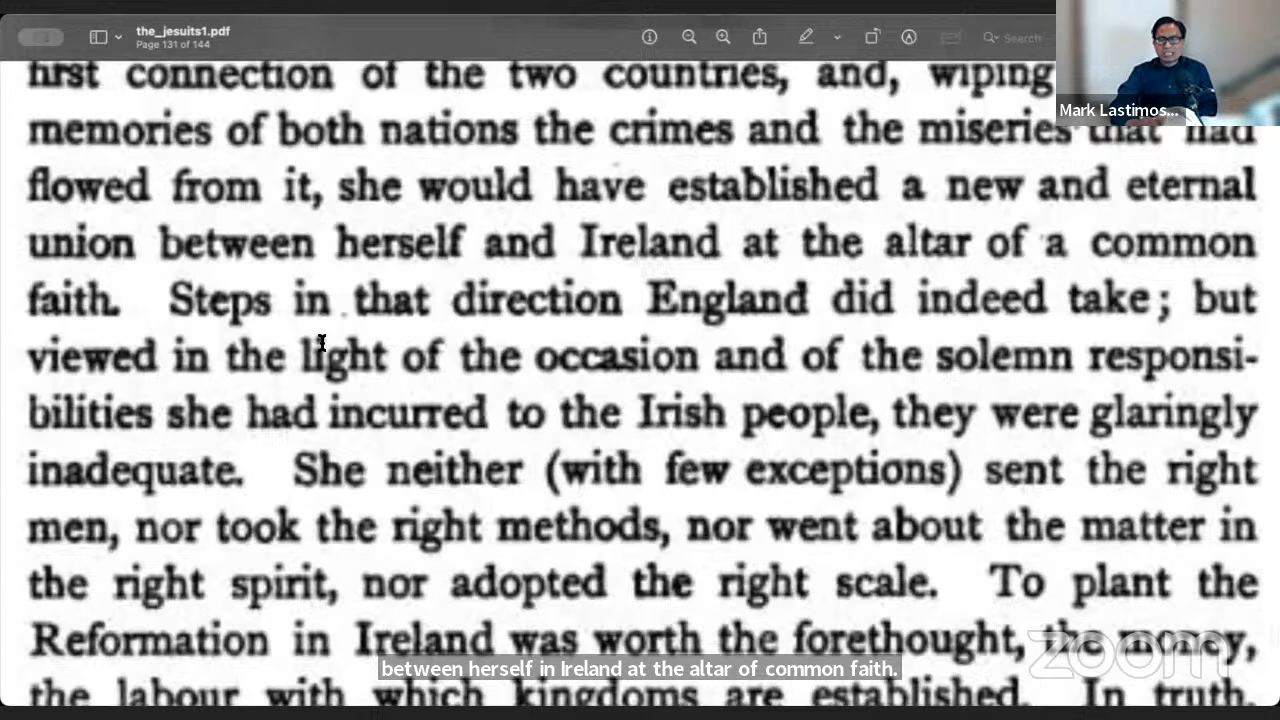 the_jesuits1.pdf
Page 131 of 144
Search
Mark Lastimos...
first connection of the two countries, and, wiping
memories of both nations the crimes and the miseries that had
flowed from it, she would have established a new and eternal
union between herself and Ireland at the altar of a common
faith. Steps in that direction England did indeed take; but
viewed in the light of the occasion and of the solemn responsi-
bilities she had incurred to the Irish people, they were glaringly
inadequate. She neither (with few exceptions) sent the right
men, nor took the right methods, nor went about the matter in
the right spirit, nor adopted the right scale. To plant the
Reformation in Ireland was worth the forethought, the money,
zoom
between herself in Ireland at the altar of common faith.
the labour with which kingdoms are established. In truth,